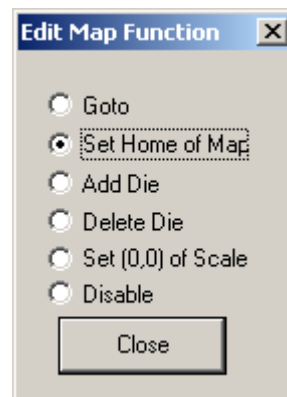 Edit Map Function
Goto
Set Home of Map
Add Die
Delete Die
Set (0,0) of Scale
Disable
Close